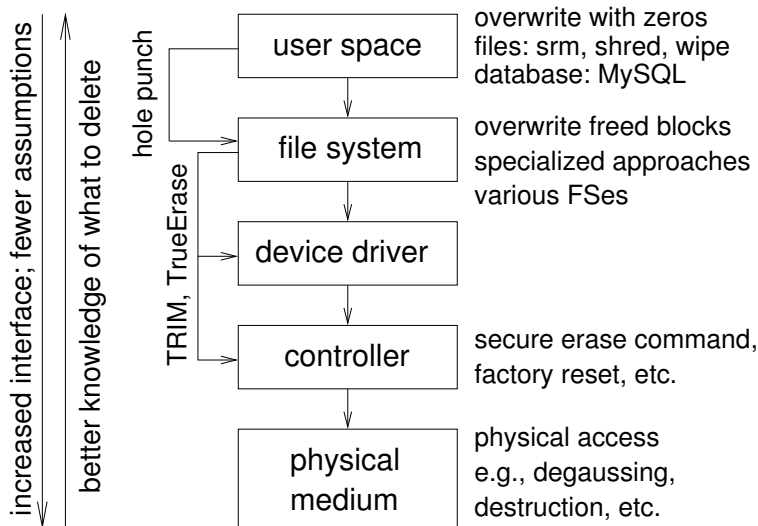 increased interface; fewer assumptions
better knowledge of what to delete
hole punch
TRIM, TrueErase
user space
overwrite with zeros
files: srm, shred, wipe
database: MySQL
file system
overwrite freed blocks
specialized approaches
various FSes
device driver
controller
secure erase command,
factory reset, etc.
physical
medium
physical access
e.g., degaussing,
destruction, etc.